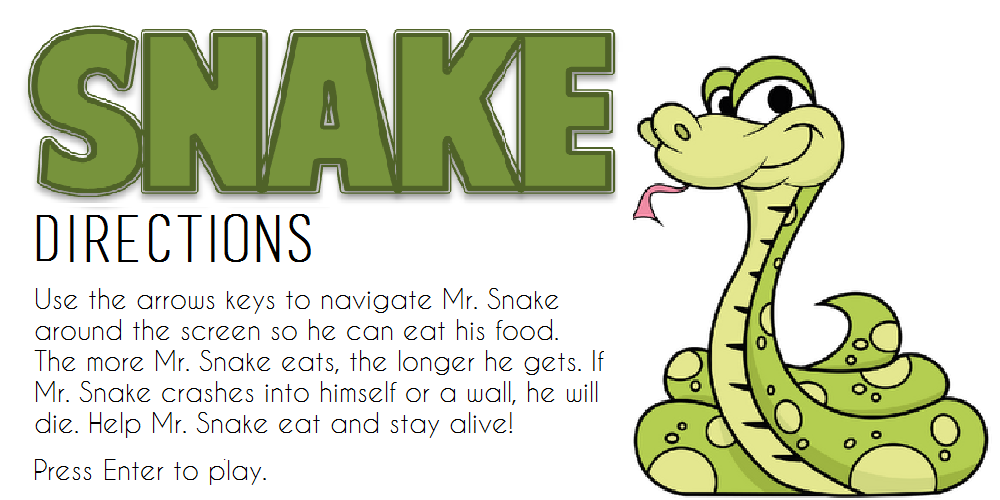 SNAKE
DIRECTIONS
Use the arrows keys to navigate Mr. Snake
around the screen so he can eat his food.
The more Mr. Snake eats, the longer he gets. If
Mr. Snake crashes into himself or a wall, he will
die. Help Mr. Snake eat and stay alive!
Press Enter to play.